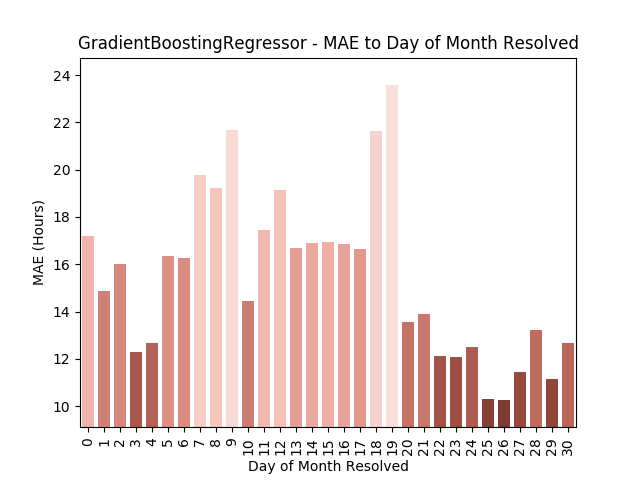 GradientBoostingRegressor - MAE to Day of Month Resolved
24
22
20
18
16
14
12
10
MAE (Hours)
0 1 2 3 4 5 6 7 8 9 10 11 12 13 14 15 16 17 18 19 20 21 22 23 24 25 26 27 28 29 30
Day of Month Resolved